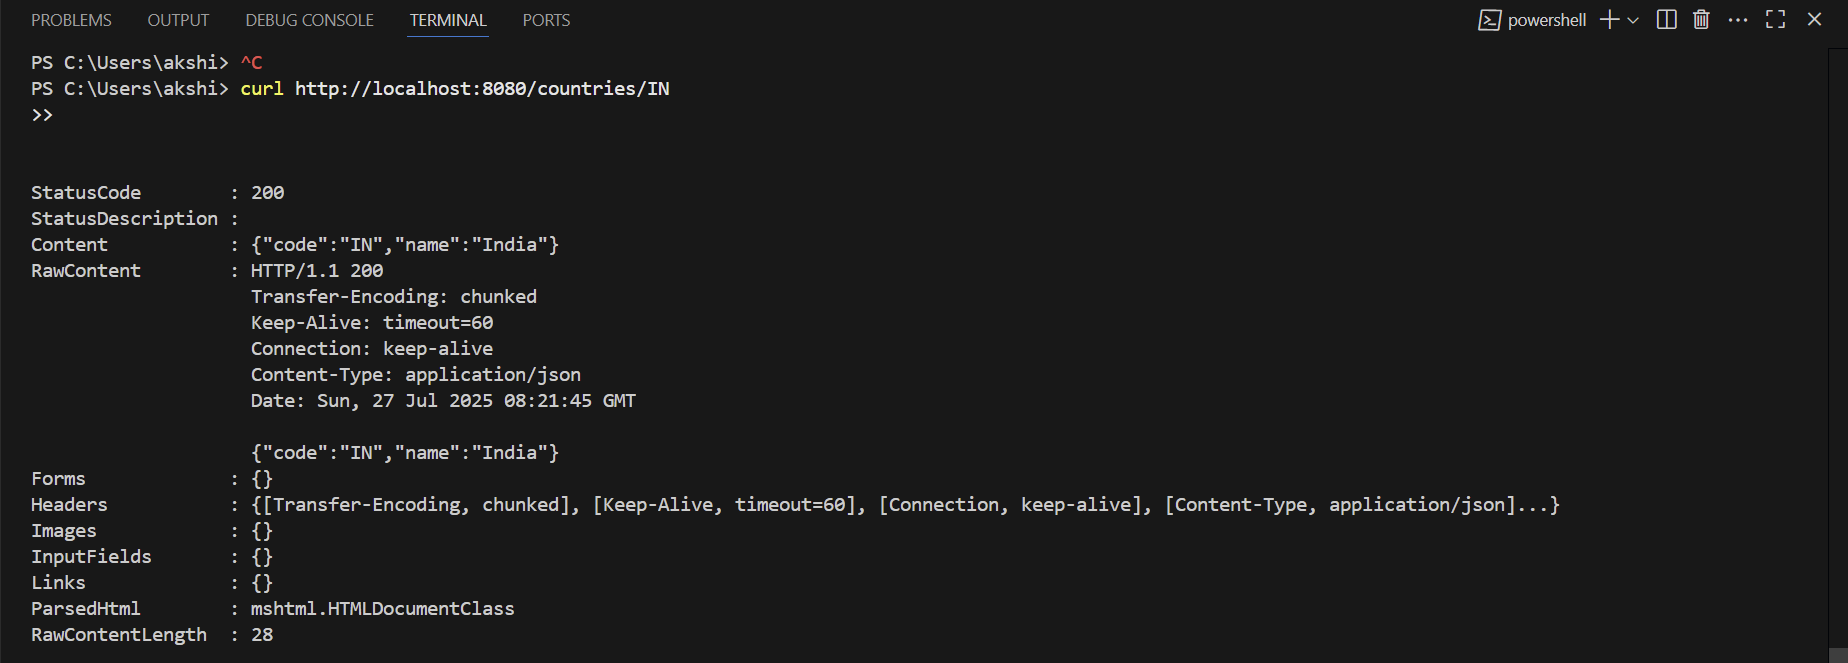 PROBLEMS OUTPUT DEBUG CONSOLE TERMINAL PORTS powershell
PS C:\Users\akshi> ^C
PS C:\Users\akshi> curl http://localhost:8080/countries/IN
>>
StatusCode : 200
StatusDescription :
Content : {"code":"IN","name":"India"}
RawContent : HTTP/1.1 200
Transfer-Encoding: chunked
Keep-Alive: timeout=60
Connection: keep-alive
Content-Type: application/json
Date: Sun, 27 Jul 2025 08:21:45 GMT
{"code":"IN","name":"India"}
Forms : {}
Headers : {[Transfer-Encoding, chunked], [Keep-Alive, timeout=60], [Connection, keep-alive], [Content-Type, application/json]...}
Images : {}
InputFields : {}
Links : {}
ParsedHtml : mshtml.HTMLDocumentClass
RawContentLength : 28